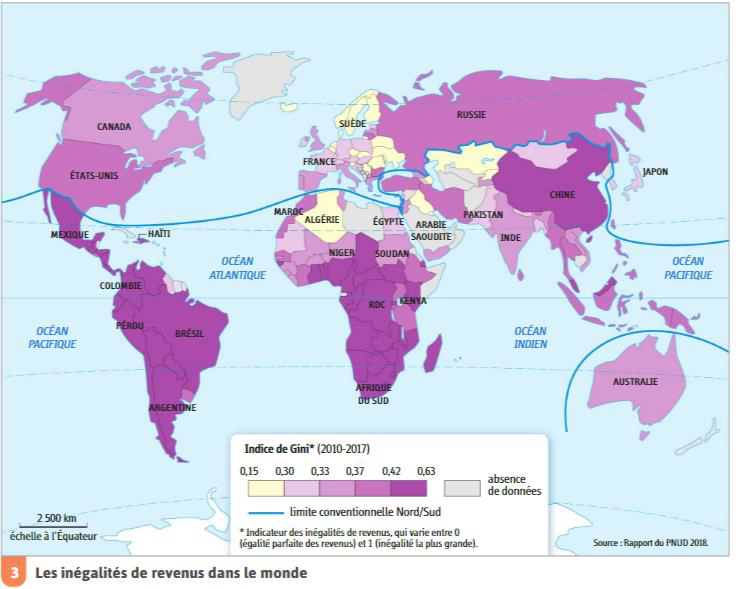 CANADA
ÉTATS-UNIS
MEXIQUE
HAÏTI
COLOMBIE
PÉROU
BRÉSIL
ARGENTINE
OCÉAN
PACIFIQUE
OCÉAN
ATLANTIQUE
SUÈDE
FRANCE
RUSSIE
MAROC
ALGÉRIE
ÉGYPTE
ARABIE
SAOUDITE
PAKISTAN
INDE
CHINE
JAPON
NIGER
SOUDAN
RDC
KENYA
AFRIQUE
DU SUD
OCÉAN
INDIEN
OCÉAN
PACIFIQUE
AUSTRALIE
Indice de Gini* (2010-2017)
0,15 0,30 0,33 0,37 0,42 0,63
absence
de données
limite conventionnelle Nord/Sud
* Indicateur des inégalités de revenus, qui varie entre 0
(égalité parfaite des revenus) et 1 (inégalité la plus grande).
2 500 km
échelle à l'Équateur
Source : Rapport du PNUD 2018.
3 Les inégalités de revenus dans le monde